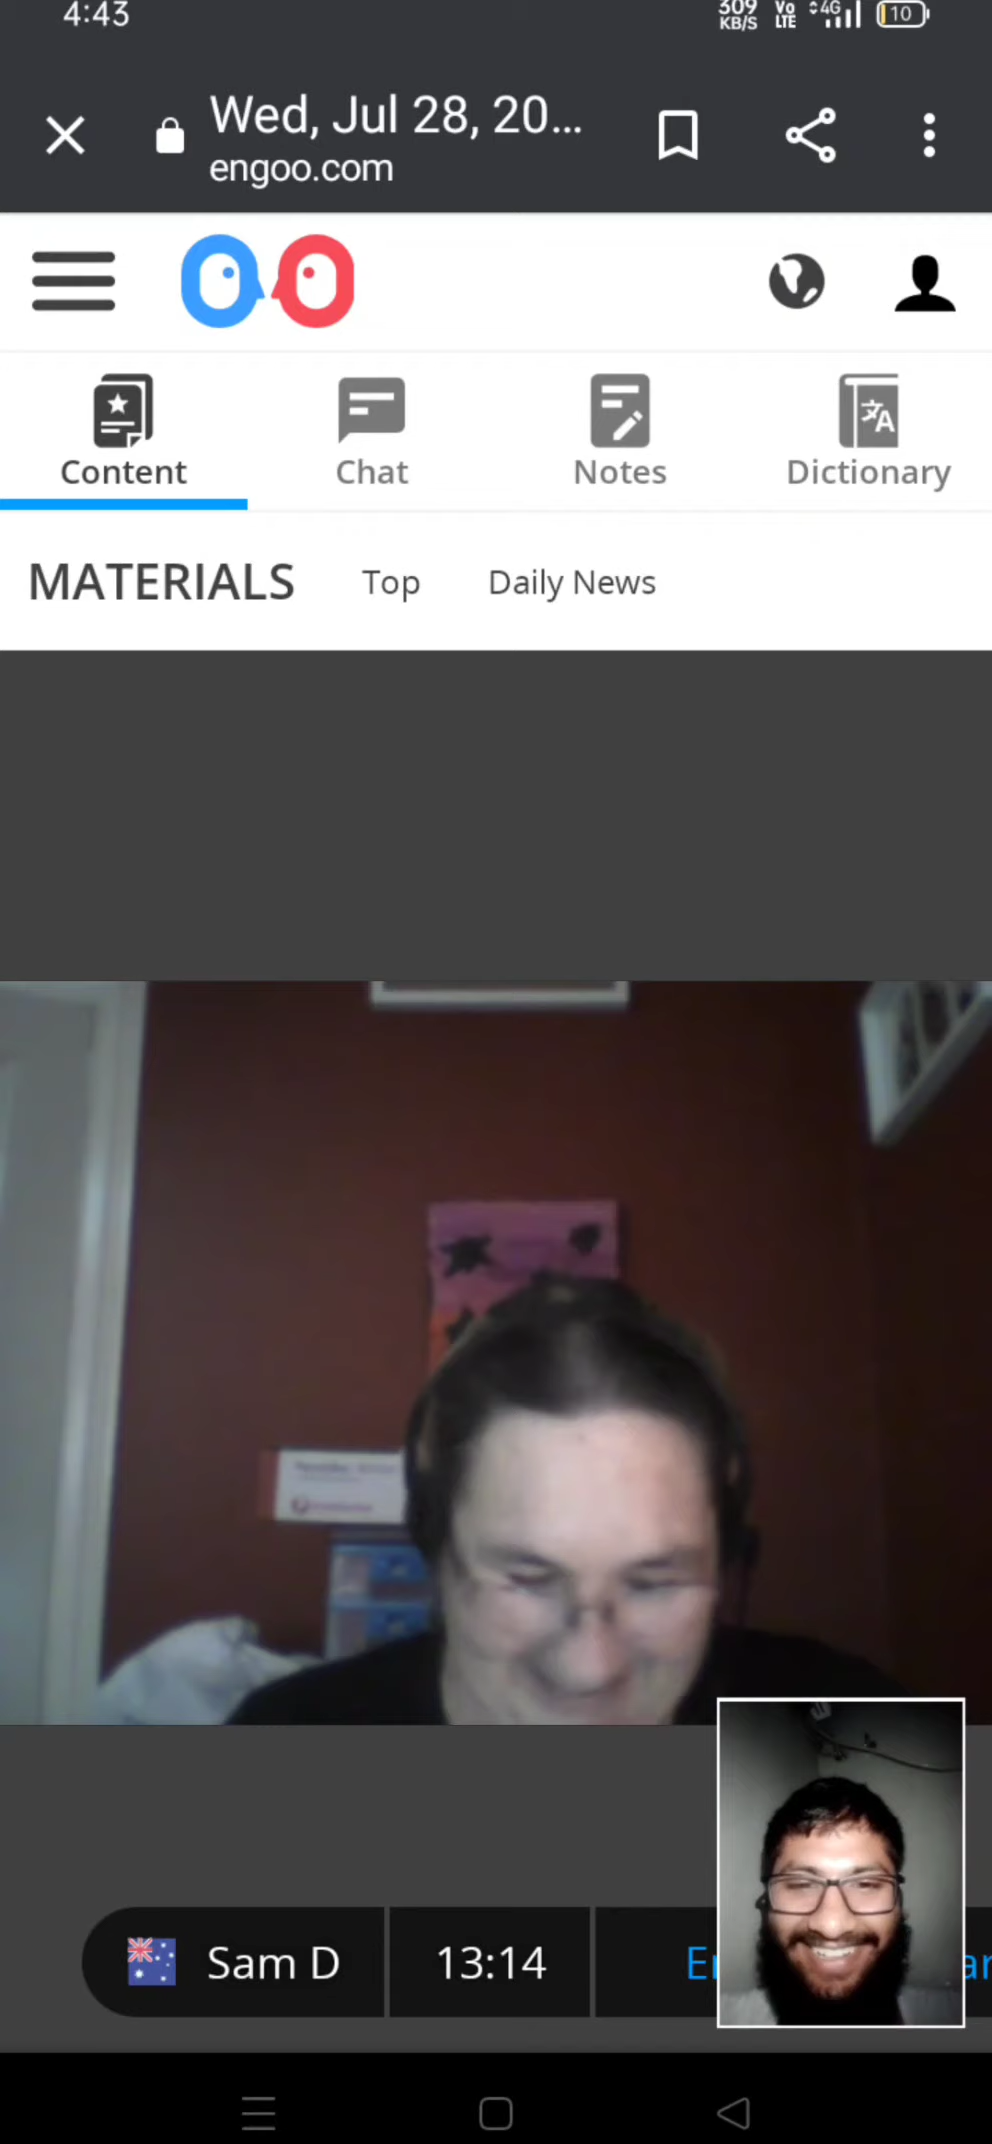 4:43
309 KB/S Vo LTE 4G 10
Wed, Jul 28, 20...
engoo.com
Content
Chat
Notes
Dictionary
MATERIALS Top Daily News
Sam D 13:14